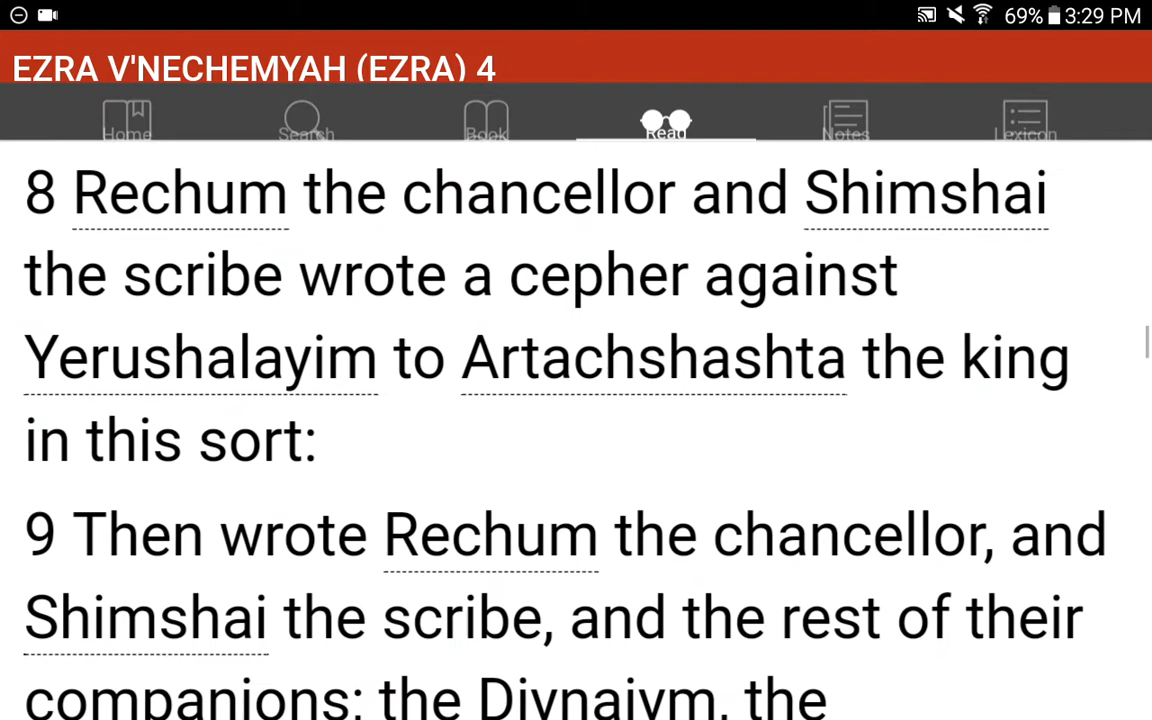 69% 3:29 PM
EZRA V'NECHEMYAH (EZRA) 4
Home Search Book Read Notes Lexicon
8 Rechum the chancellor and Shimshai
the scribe wrote a cepher against
Yerushalayim to Artachshashta the king
in this sort:
9 Then wrote Rechum the chancellor, and
Shimshai the scribe, and the rest of their
companions; the Diynaiym, the